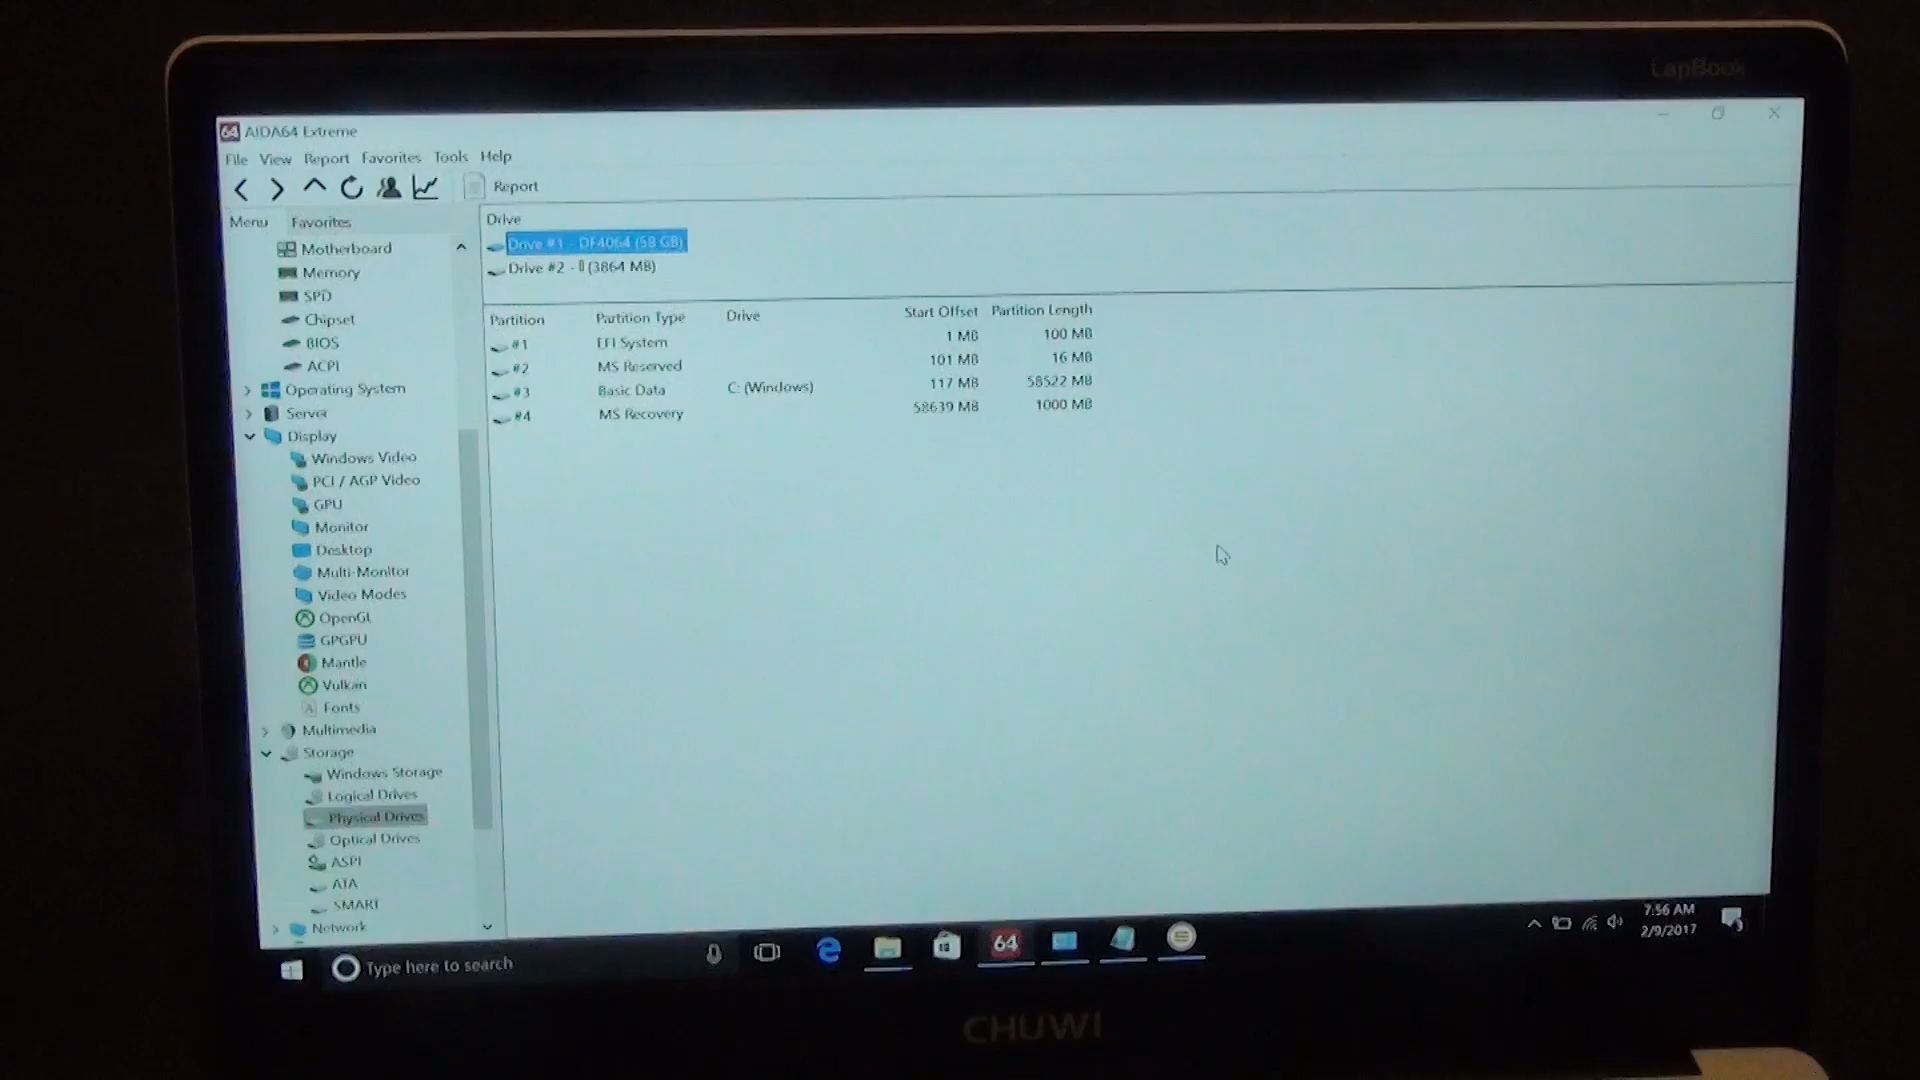 LapBook
64 AIDA64 Extreme
File View Report Favorites Tools Help
Report
Menu Favorites
Motherboard
Memory
SPD
Chipset
BIOS
ACPI
Operating System
Server
Display
Windows Video
PCI / AGP Video
GPU
Monitor
Desktop
Multi-Monitor
Video Modes
OpenGL
GPGPU
Mantle
Vulkan
A Fonts
Multimedia
Storage
Windows Storage
Logical Drives
Physical Drives
Optical Drives
ASPI
ATA
SMART
Network
Drive
Drive #1 - DF4064 (58 GB)
Drive #2 - (3864 MB)
Partition Partition Type Drive Start Offset Partition Length
#1 EFI System 1 MB 100 MB
#2 MS Reserved 101 MB 16 MB
#3 Basic Data C: (Windows) 117 MB 58522 MB
#4 MS Recovery 58639 MB 1000 MB
Type here to search
64
7:56 AM
2/9/2017
CHUWI